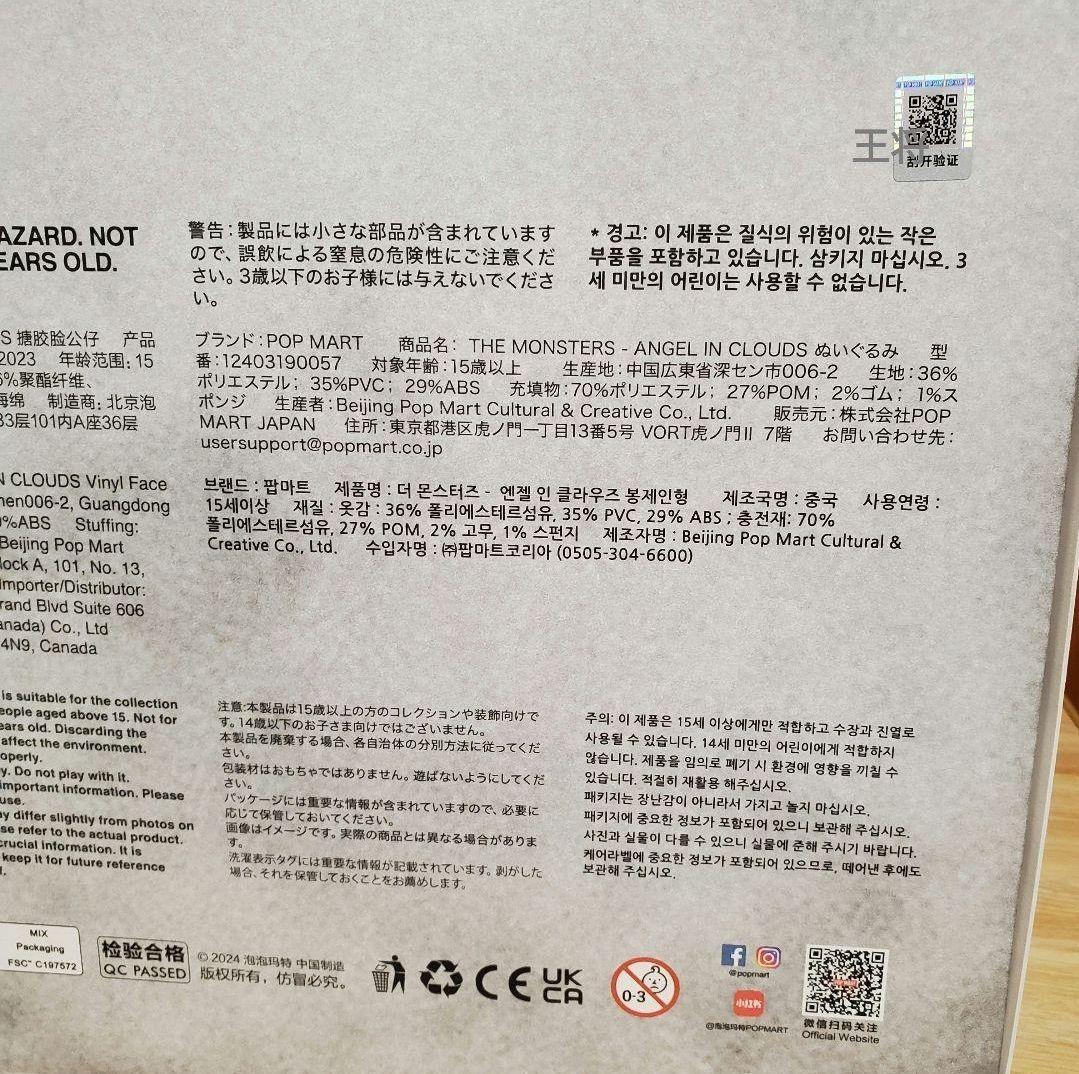 王将
刮开验证
AZARD. NOT
EARS OLD.
警告：製品には小さな部品が含まれています
ので、誤飲による窒息の危険性にご注意くだ
さい。3歳以下のお子様には与えないでくださ
い。
* 경고: 이 제품은 질식의 위험이 있는 작은
부품을 포함하고 있습니다. 삼키지 마십시오. 3
세 미만의 어린이는 사용할 수 없습니다.
S 搪胶脸公仔 产品
2023 年龄范围: 15
6%聚酯纤维、
海绵 制造商: 北京泡
33层101内A座36层
ブランド：POP MART 商品名： THE MONSTERS - ANGEL IN CLOUDS ぬいぐるみ 型
番：12403190057 対象年齢：15歳以上 生産地：中国広東省深セン市006-2 生地：36%
ポリエステル； 35%PVC； 29%ABS 充填物：70%ポリエステル； 27%POM； 2%ゴム； 1%ス
ポンジ 生産者：Beijing Pop Mart Cultural & Creative Co., Ltd. 販売元：株式会社POP
MART JAPAN 住所：東京都港区虎ノ門一丁目13番5号 VORT虎ノ門II 7階 お問い合わせ先：
usersupport@popmart.co.jp
N CLOUDS Vinyl Face
hen006-2, Guangdong
9%ABS Stuffing:
Beijing Pop Mart
lock A, 101, No. 13,
Importer/Distributor:
rand Blvd Suite 606
anada) Co., Ltd
4N9, Canada
브랜드 : 팝마트 제품명 : 더 몬스터즈 - 엔젤 인 클라우즈 봉제인형 제조국명 : 중국 사용연령 :
15세이상 재질 : 옷감 : 36% 폴리에스테르섬유, 35% PVC, 29% ABS ; 충전재: 70%
폴리에스테르섬유, 27% POM, 2% 고무, 1% 스펀지 제조자명 : Beijing Pop Mart Cultural &
Creative Co., Ltd. 수입자명 : ㈜팝마트코리아 (0505-304-6600)
is suitable for the collection
eople aged above 15. Not for
ears old. Discarding the
affect the environment.
operly.
y. Do not play with it.
important information. Please
use.
ay differ slightly from photos on
se refer to the actual product.
crucial information. It is
keep it for future reference
d.
注意:本製品は15歳以上の方のコレクションや装飾向けで
す。14歳以下のお子さま向けではございません。
本製品を廃棄する場合、各自治体の分別方法に従ってくだ
さい。
包装材はおもちゃではありません。遊ばないようにしてくだ
さい。
パッケージには重要な情報が含まれていますので、必要に
応じて保管しておいてください。
画像はイメージです。実際の商品とは異なる場合がありま
す。
洗濯表示タグには重要な情報が記載されています。剥がした
場合、それを保管しておくことをお薦めします。
주의: 이 제품은 15세 이상에게만 적합하고 수장과 진열로
사용될 수 있습니다. 14세 미만의 어린이에게 적합하지
않습니다. 제품을 임의로 폐기 시 환경에 영향을 끼칠 수
있습니다. 적절히 재활용 해주십시오.
패키지는 장난감이 아니라서 가지고 놀지 마십시오.
패키지에 중요한 정보가 포함되어 있으니 보관해 주십시오.
사진과 실물이 다를 수 있으니 실물에 준해 주시기 바랍니다.
케어라벨에 중요한 정보가 포함되어 있으므로, 떼어낸 후에도
보관해 주십시오.
MIX
Packaging
FSC™ C197572
检验合格
QC PASSED
© 2024 泡泡玛特 中国制造
版权所有，仿冒必究。
CE
UK
CA
0-3
@popmart
小红书
@泡泡玛特POPMART
微信扫码关注
Official Website